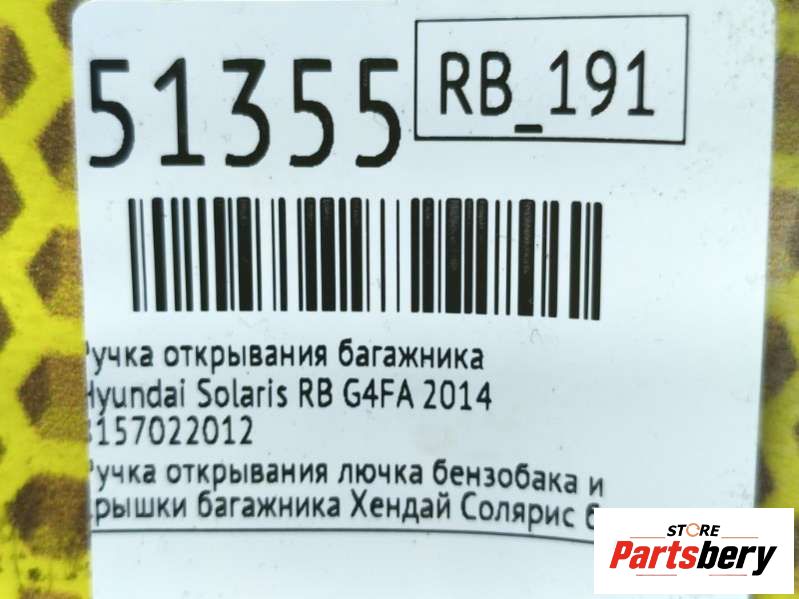 51355
RB_191
Ручка открывания багажника
Hyundai Solaris RB G4FA 2014
8157022012
Ручка открывания лючка бензобака и
крышки багажника Хендай Солярис
STORE
Partsbery